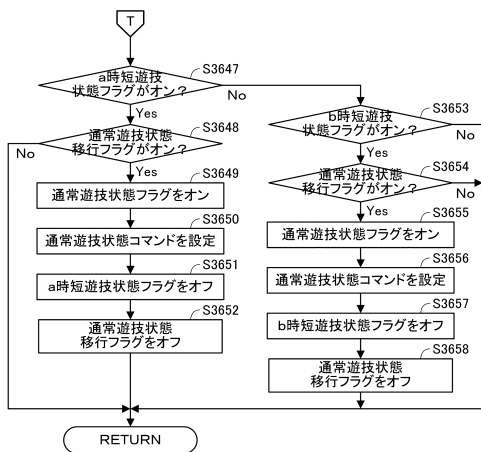 T
S3647
a時短遊技
状態フラグがオン？
No
Yes
S3648
通常遊技状態
移行フラグがオン？
No
Yes
S3649
通常遊技状態フラグをオン
S3650
通常遊技状態コマンドを設定
S3651
a時短遊技状態フラグをオフ
S3652
通常遊技状態
移行フラグをオフ
S3653
b時短遊技
状態フラグがオン？
No
Yes
S3654
通常遊技状態
移行フラグがオン？
No
Yes
S3655
通常遊技状態フラグをオン
S3656
通常遊技状態コマンドを設定
S3657
b時短遊技状態フラグをオフ
S3658
通常遊技状態
移行フラグをオフ
RETURN